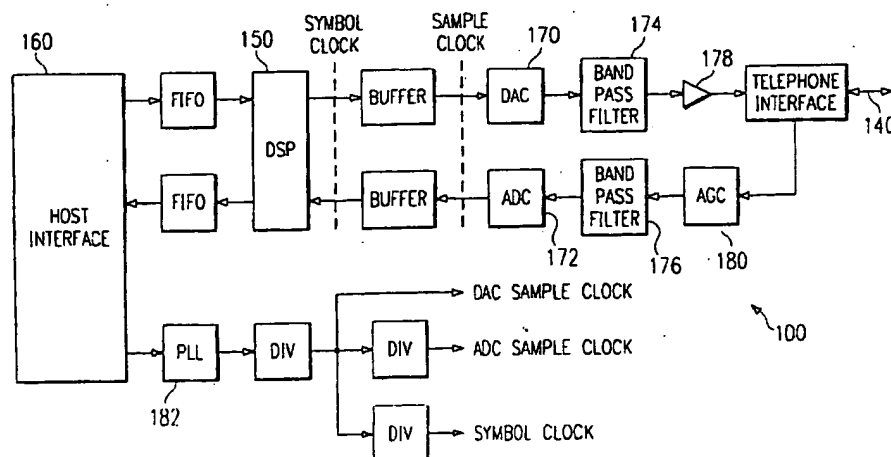 160
150
SYMBOL
CLOCK
SAMPLE
CLOCK
170
174
178
FIFO
DSP
BUFFER
DAC
BAND
PASS
FILTER
TELEPHONE
INTERFACE
140
HOST
INTERFACE
FIFO
BUFFER
ADC
172
BAND
PASS
FILTER
176
AGC
180
100
PLL
182
DIV
DAC SAMPLE CLOCK
DIV
ADC SAMPLE CLOCK
DIV
SYMBOL CLOCK